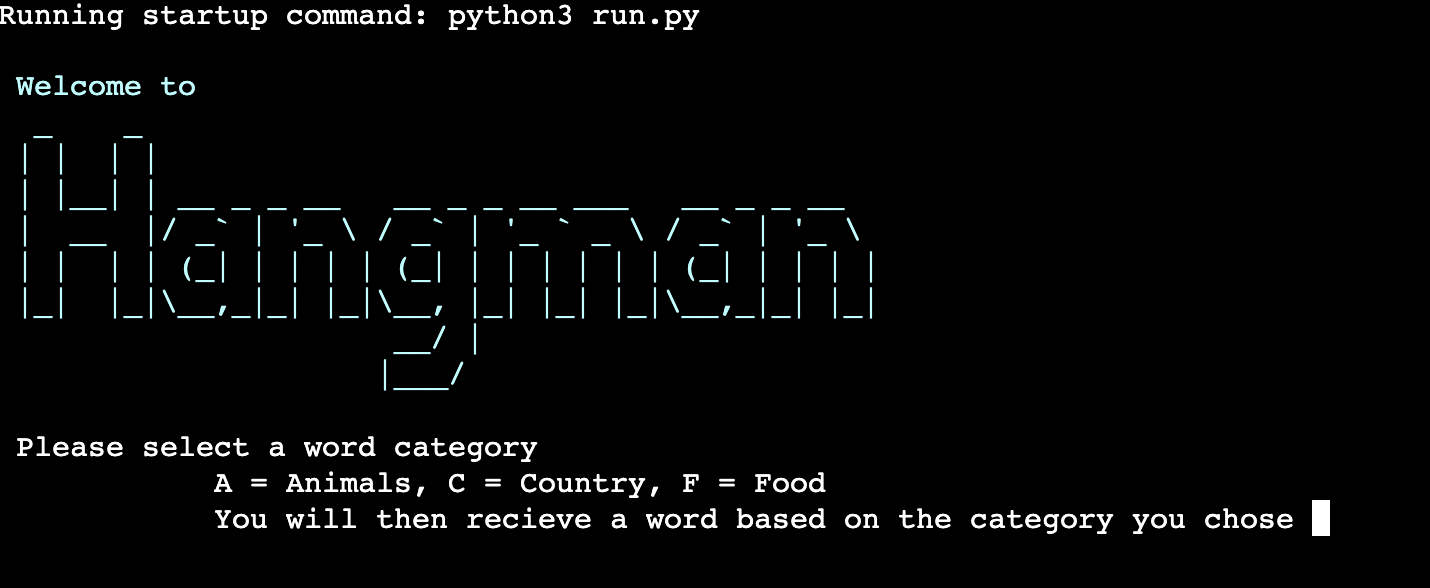 Running startup command: python3 run.py
Welcome to
Hangman
Please select a word category
A = Animals, C = Country, F = Food
You will then recieve a word based on the category you chose